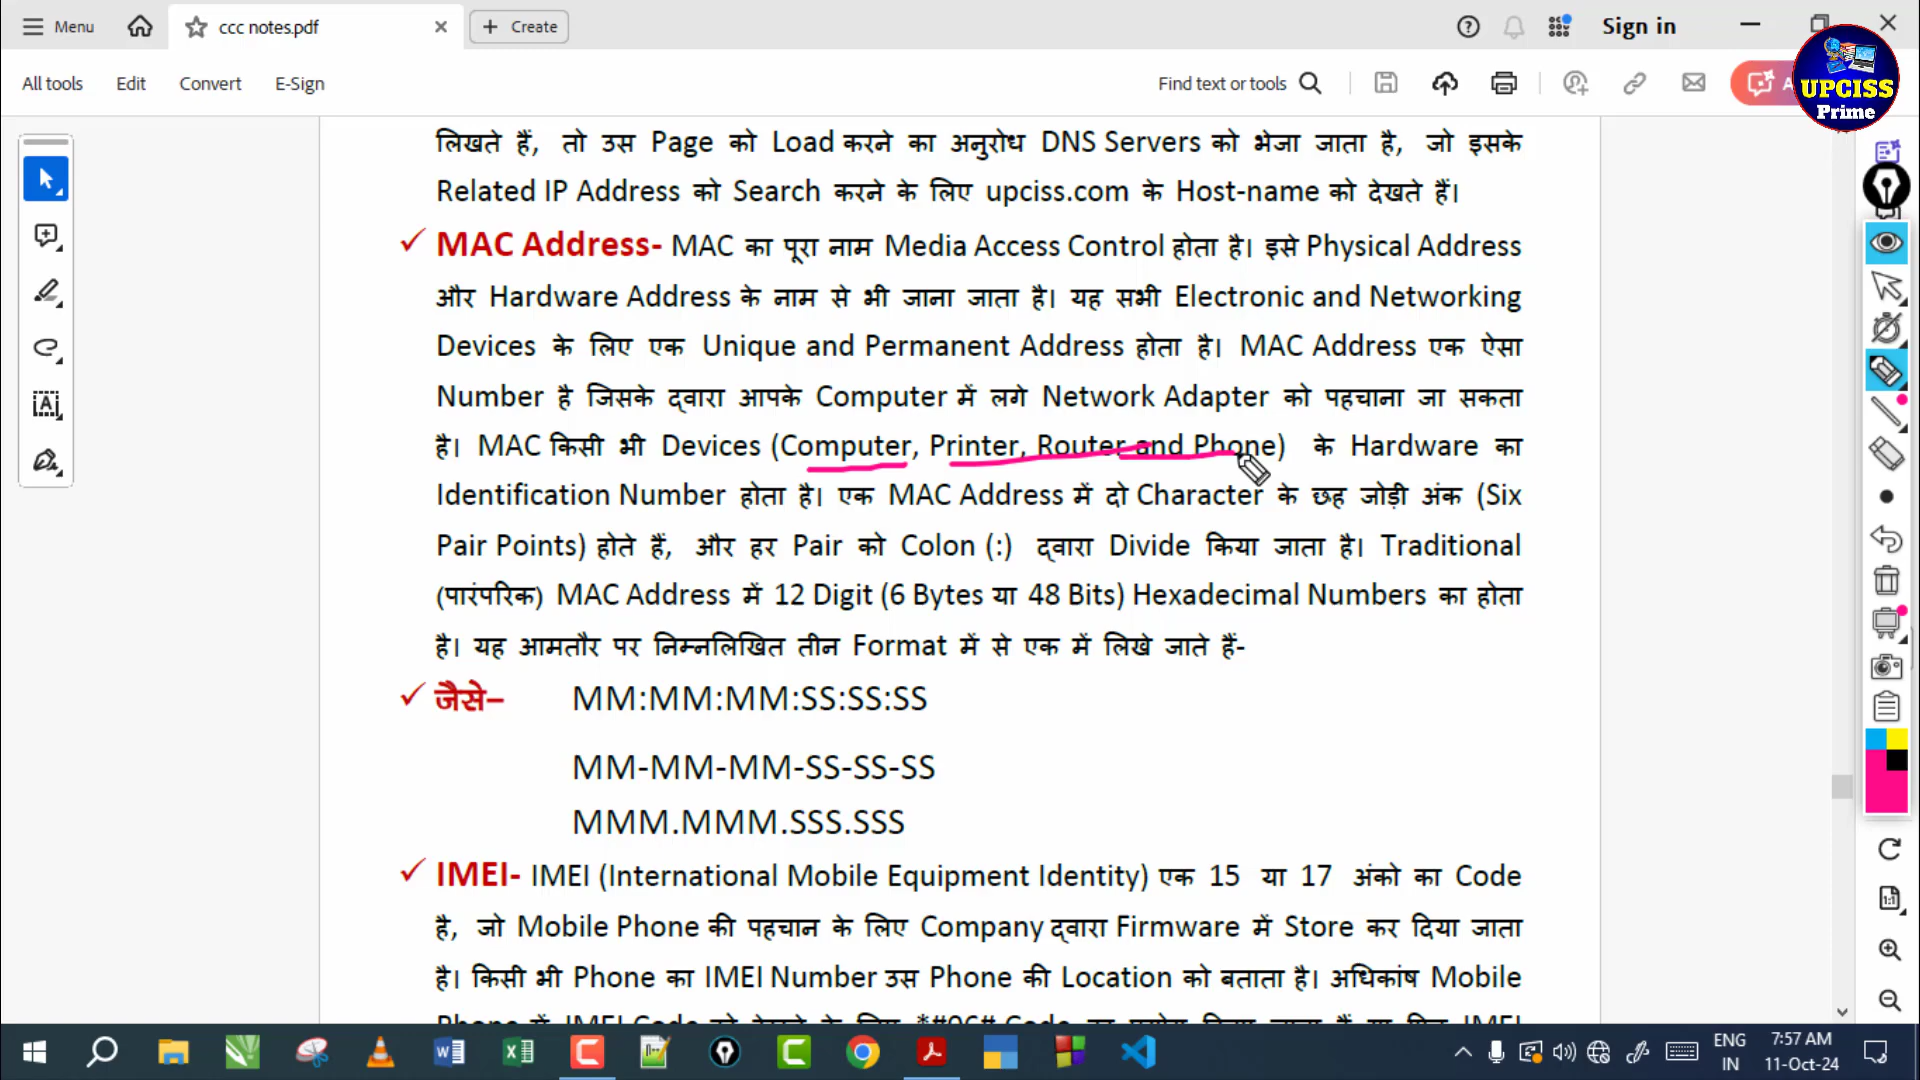 Menu
ccc notes.pdf
Create
Sign in
UPCISS
Prime
All tools
Edit
Convert
E-Sign
Find text or tools
लिखते हैं, तो उस Page को Load करने का अनुरोध DNS Servers को भेजा जाता है, जो इसके
Related IP Address को Search करने के लिए upciss.com के Host-name को देखते हैं।
✓ MAC Address- MAC का पूरा नाम Media Access Control होता है। इसे Physical Address
और Hardware Address के नाम से भी जाना जाता है। यह सभी Electronic and Networking
Devices के लिए एक Unique and Permanent Address होता है। MAC Address एक ऐसा
Number है जिसके द्वारा आपके Computer में लगे Network Adapter को पहचाना जा सकता
है। MAC किसी भी Devices (Computer, Printer, Router and Phone) के Hardware का
Identification Number होता है। एक MAC Address में दो Character के छह जोड़ी अंक (Six
Pair Points) होते हैं, और हर Pair को Colon (:) द्वारा Divide किया जाता है। Traditional
(पारंपरिक) MAC Address में 12 Digit (6 Bytes या 48 Bits) Hexadecimal Numbers का होता
है। यह आमतौर पर निम्नलिखित तीन Format में से एक में लिखे जाते हैं-
✓ जैसे– MM:MM:MM:SS:SS:SS
MM-MM-MM-SS-SS-SS
MMM.MMM.SSS.SSS
✓ IMEI- IMEI (International Mobile Equipment Identity) एक 15 या 17 अंको का Code
है, जो Mobile Phone की पहचान के लिए Company द्वारा Firmware में Store कर दिया जाता
है। किसी भी Phone का IMEI Number उस Phone की Location को बताता है। अधिकांष Mobile
ENG
IN
7:57 AM
11-Oct-24